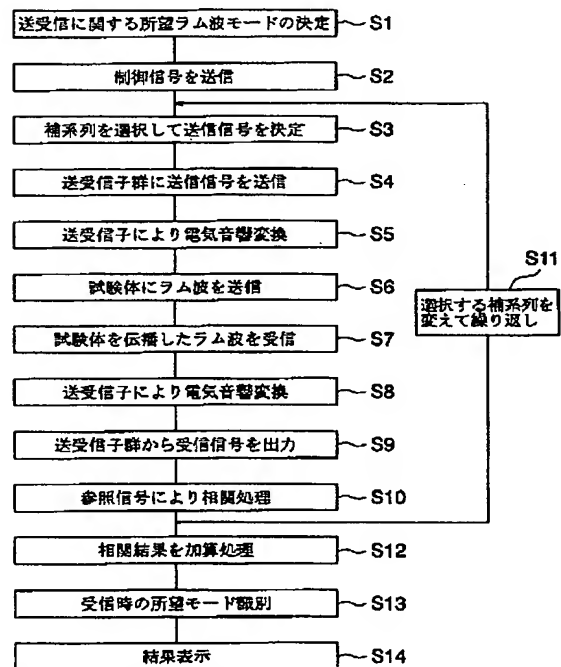 送受信に関する所望ラム波モードの決定 S1
制御信号を送信 S2
補系列を選択して送信信号を決定 S3
送受信子群に送信信号を送信 S4
送受信子により電気音響変換 S5
試験体にラム波を送信 S6
試験体を伝播したラム波を受信 S7
送受信子により電気音響変換 S8
送受信子群から受信信号を出力 S9
参照信号により相関処理 S10
S11
選択する補系列を
変えて繰り返し
相関結果を加算処理 S12
受信時の所望モード識別 S13
結果表示 S14